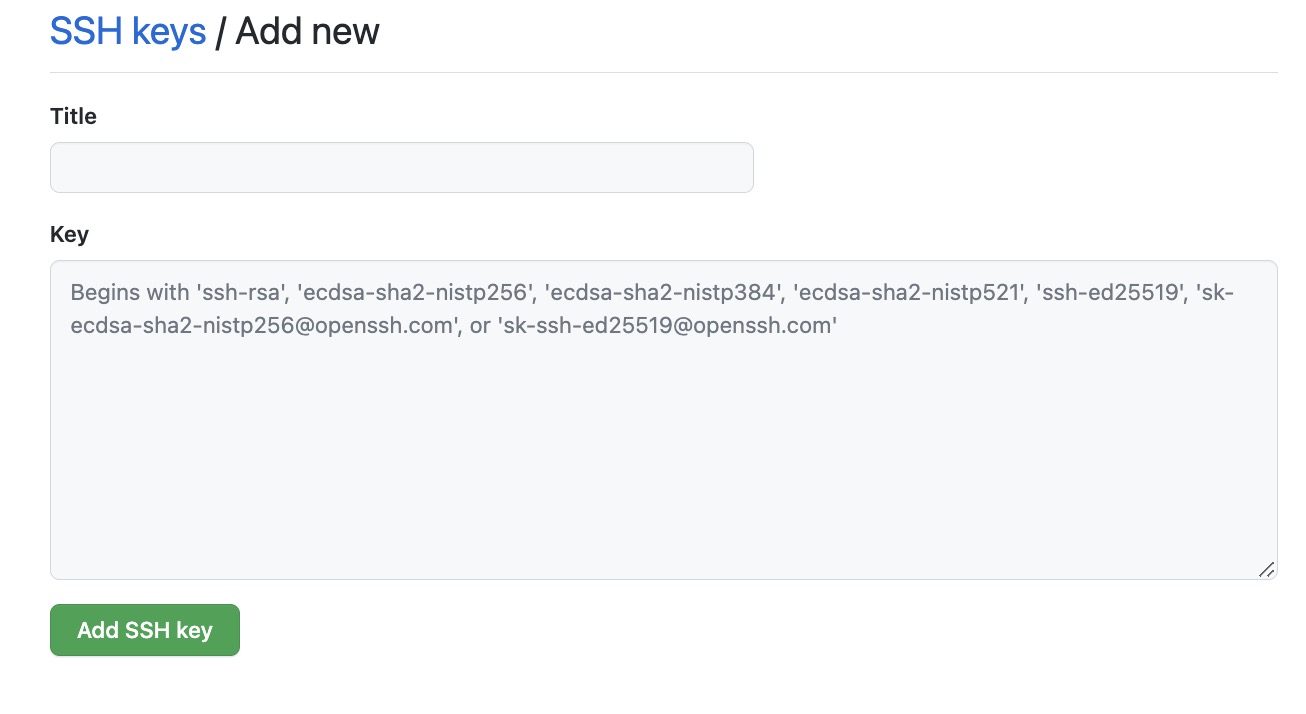 SSH keys / Add new
Title
Key
Begins with 'ssh-rsa', 'ecdsa-sha2-nistp256', 'ecdsa-sha2-nistp384', 'ecdsa-sha2-nistp521', 'ssh-ed25519', 'sk-
ecdsa-sha2-nistp256@openssh.com', or 'sk-ssh-ed25519@openssh.com'
Add SSH key